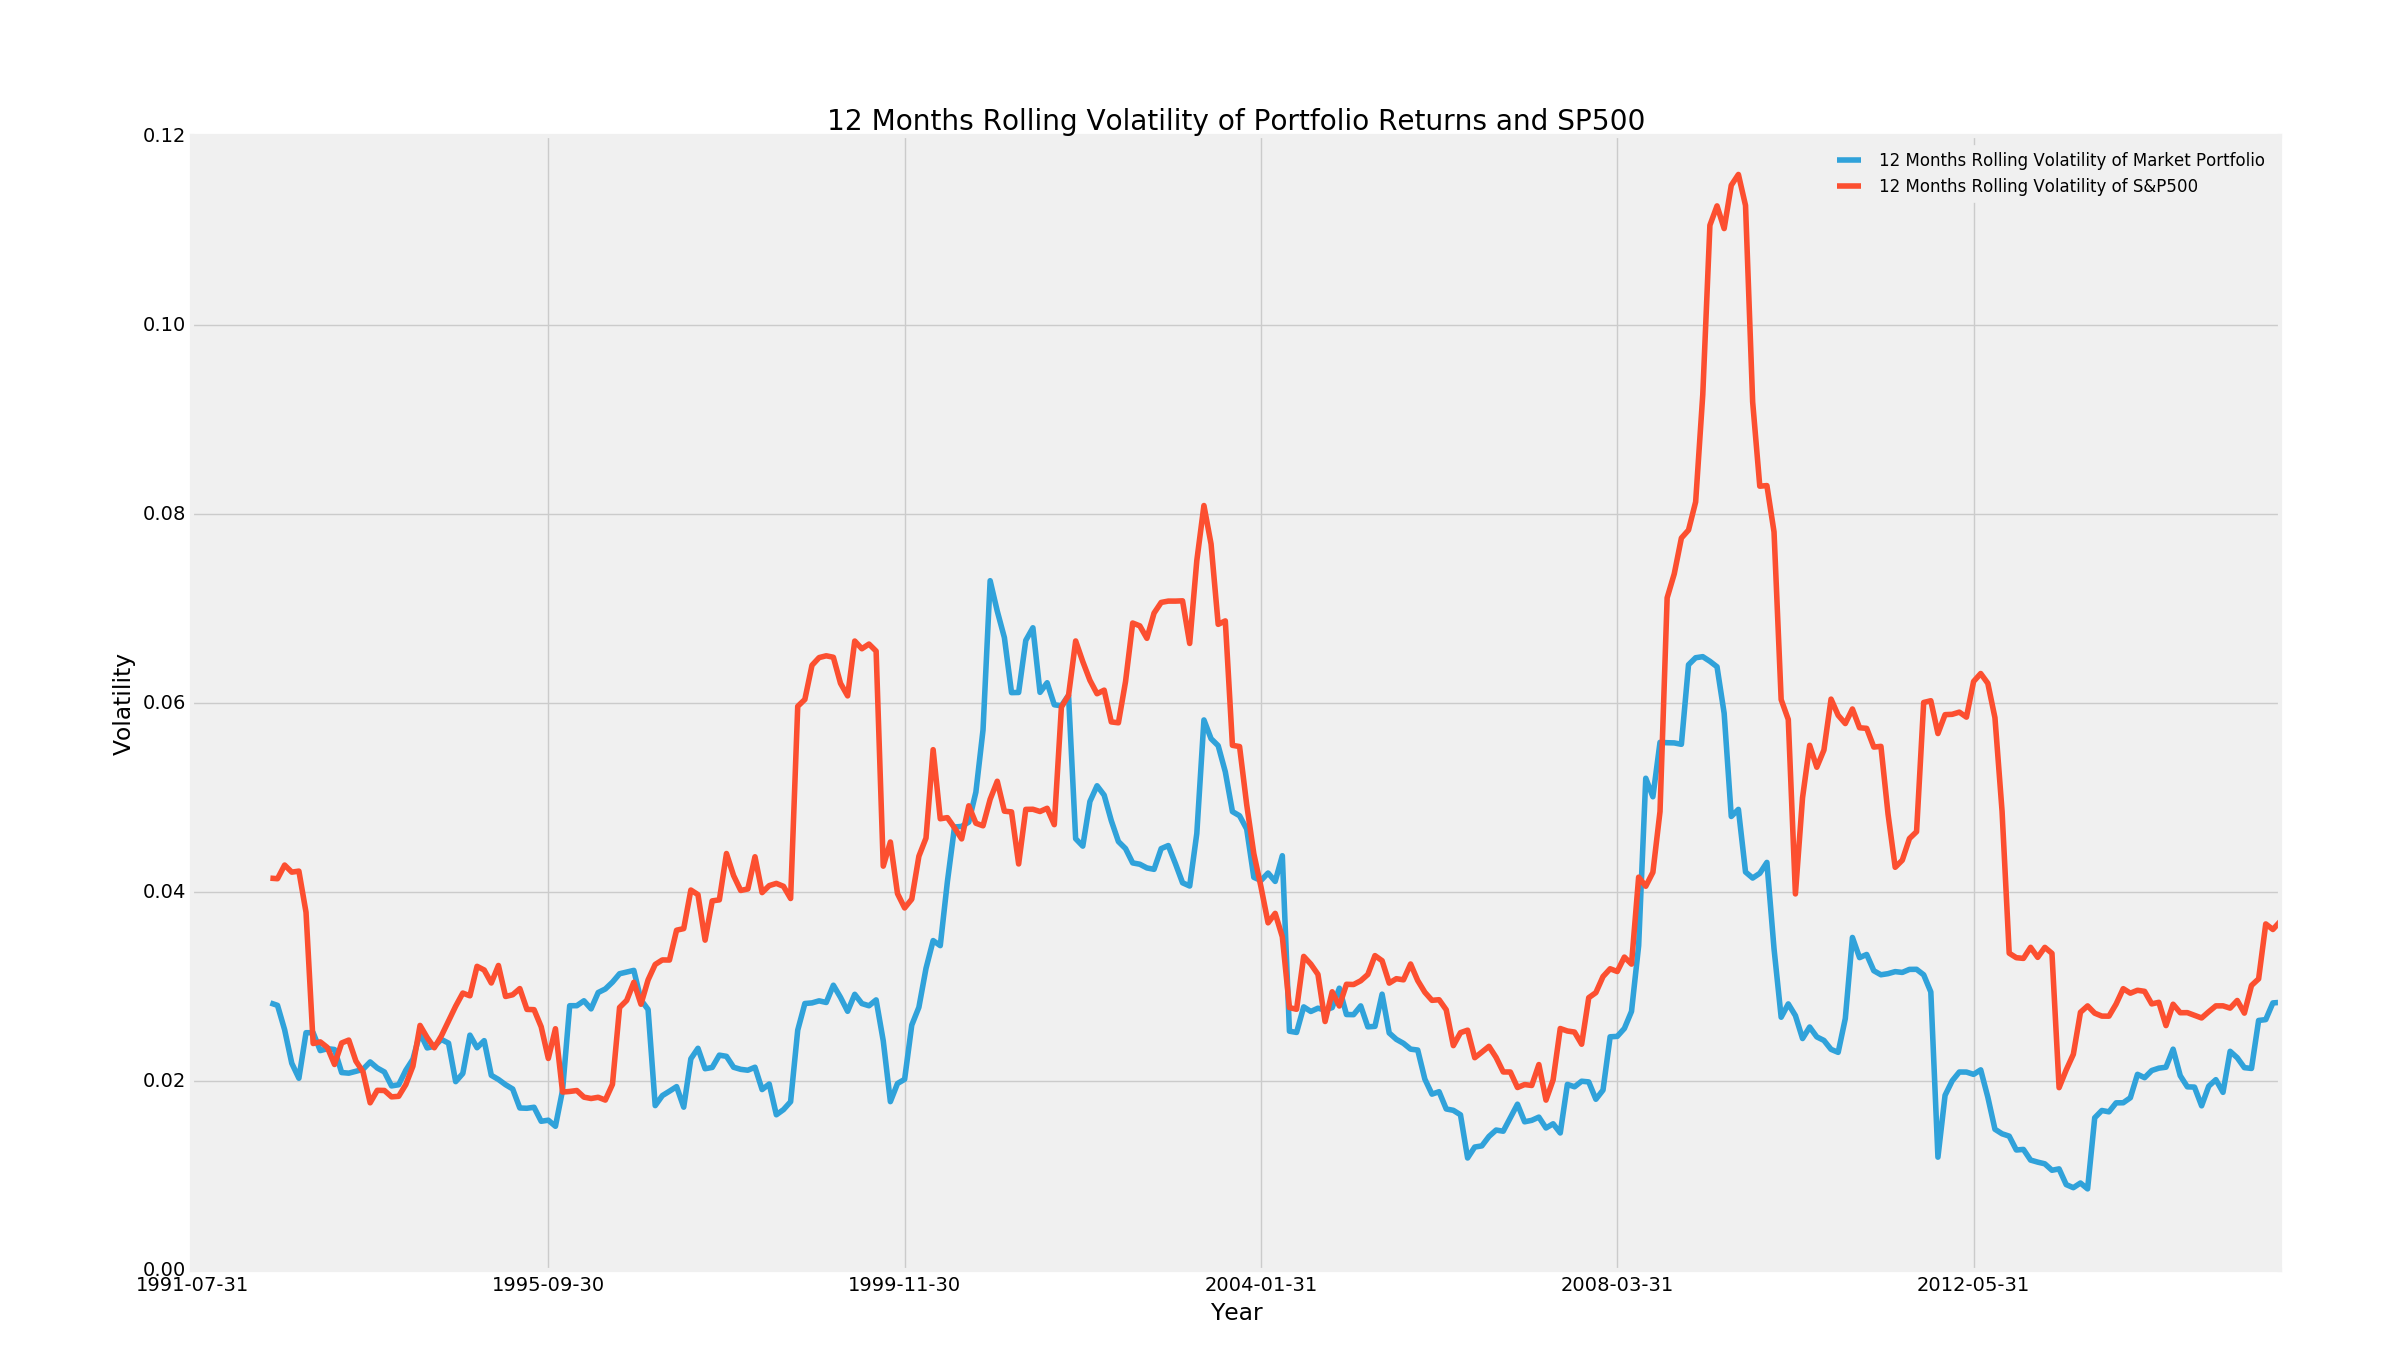 12 Months Rolling Volatility of Portfolio Returns and SP500
12 Months Rolling Volatility of Market Portfolio
12 Months Rolling Volatility of S&P500
0.12
0.10
0.08
0.06
0.04
0.02
0.00
Volatility
1991-07-31 1995-09-30 1999-11-30 2004-01-31 2008-03-31 2012-05-31
Year